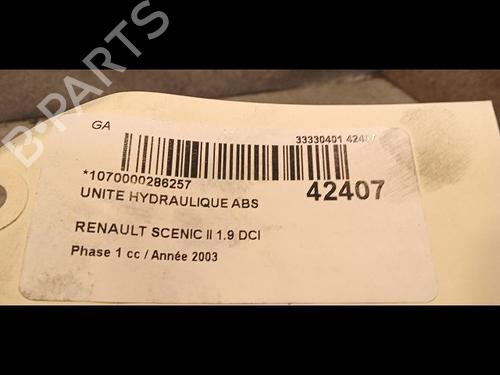 B-PARTS
GA
33330401 42407
*1070000286257
42407
UNITE HYDRAULIQUE ABS
RENAULT SCENIC II 1.9 DCI
Phase 1 cc / Année 2003